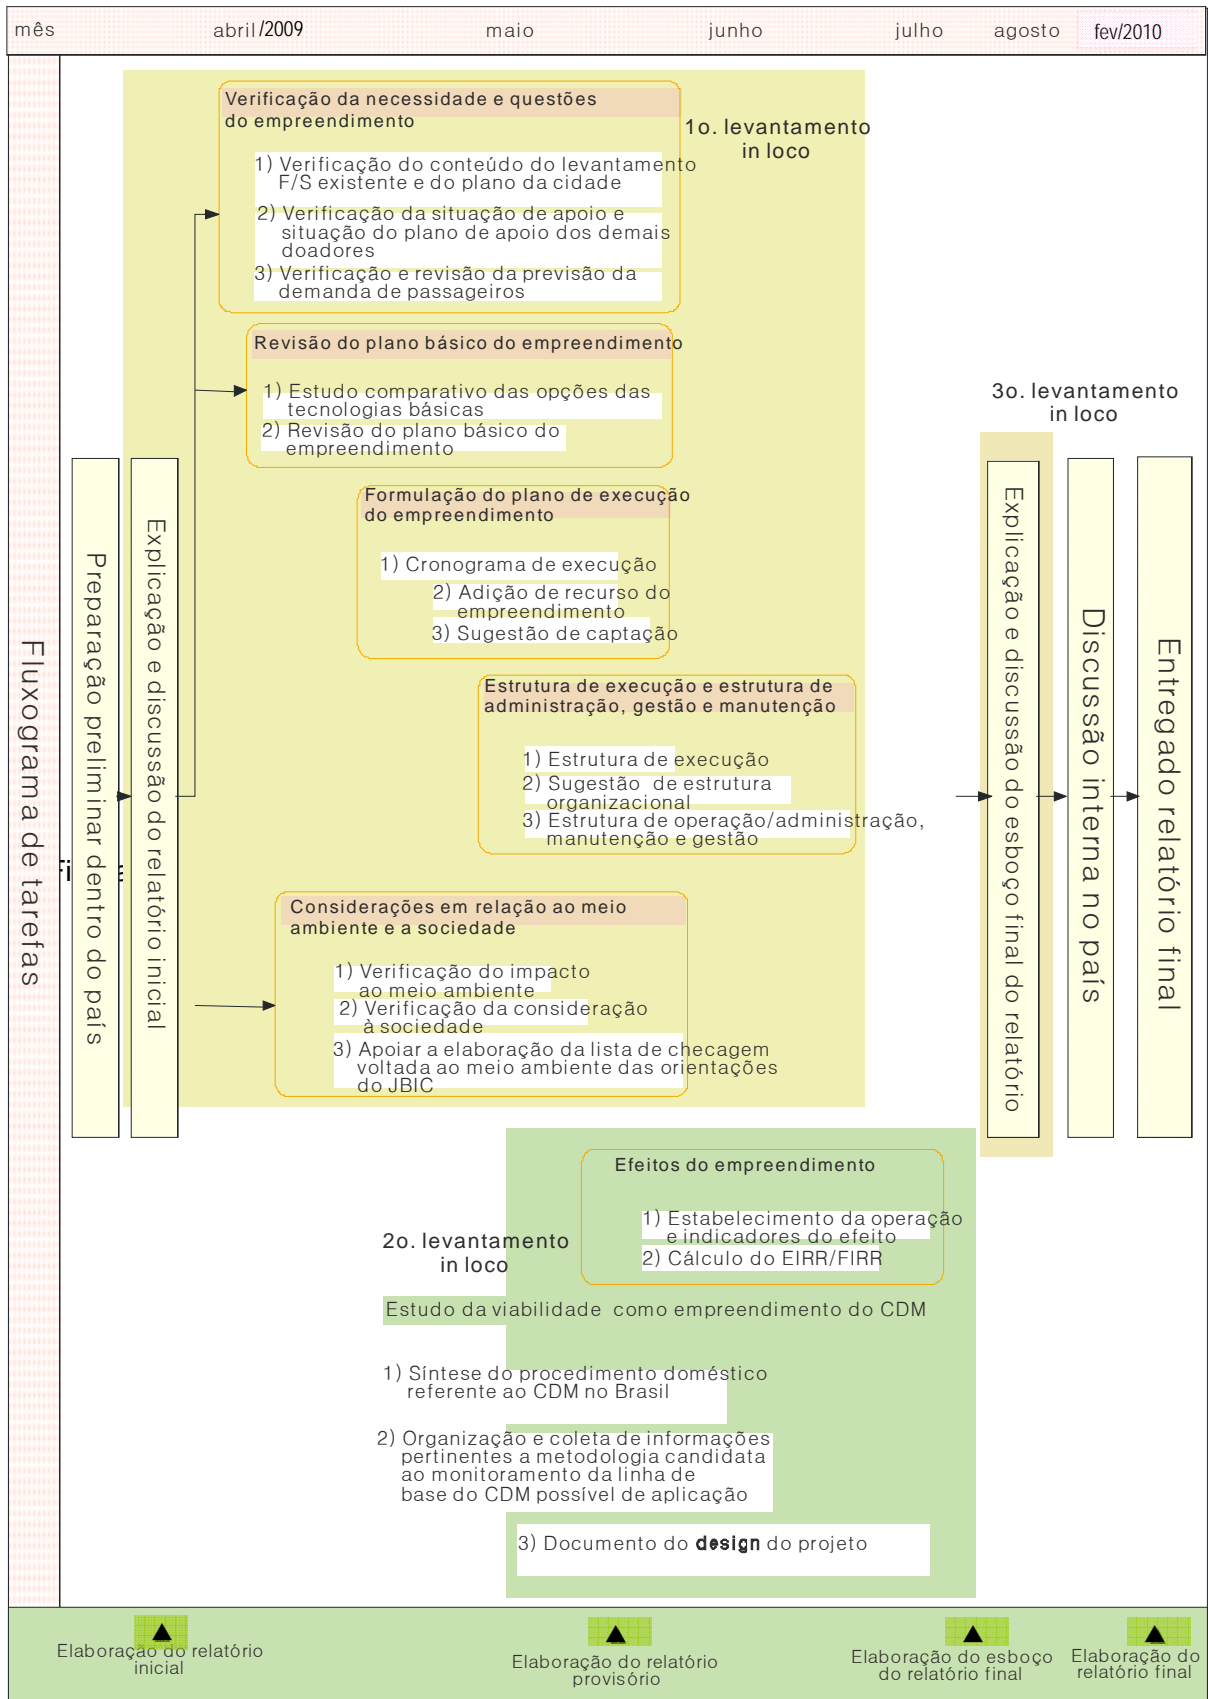 mês
abril/2009
maio
junho
julho
agosto
fev/2010
Fluxograma de tarefas
Preparação preliminar dentro do país
Explicação e discussão do relatório inicial
1o. levantamento
in loco
Verificação da necessidade e questões
do empreendimento
1) Verificação do conteúdo do levantamento
F/S existente e do plano da cidade
2) Verificação da situação de apoio e
situação do plano de apoio dos demais
doadores
3) Verificação e revisão da previsão da
demanda de passageiros
Revisão do plano básico do empreendimento
1) Estudo comparativo das opções das
tecnologias básicas
2) Revisão do plano básico do
empreendimento
Formulação do plano de execução
do empreendimento
1) Cronograma de execução
2) Adição de recurso do
empreendimento
3) Sugestão de captação
Estrutura de execução e estrutura de
administração, gestão e manutenção
1) Estrutura de execução
2) Sugestão de estrutura
organizacional
3) Estrutura de operação/administração,
manutenção e gestão
Considerações em relação ao meio
ambiente e a sociedade
1) Verificação do impacto
ao meio ambiente
2) Verificação da consideração
à sociedade
3) Apoiar a elaboração da lista de checagem
voltada ao meio ambiente das orientações
do JBIC
3o. levantamento
in loco
Explicação e discussão do esboço final do relatório
Discussão interna no país
Entregado relatório final
2o. levantamento
in loco
Efeitos do empreendimento
1) Estabelecimento da operação
e indicadores do efeito
2) Cálculo do EIRR/FIRR
Estudo da viabilidade como empreendimento do CDM
1) Síntese do procedimento doméstico
referente ao CDM no Brasil
2) Organização e coleta de informações
pertinentes a metodologia candidata
ao monitoramento da linha de
base do CDM possível de aplicação
3) Documento do design do projeto
Elaboração do relatório
inicial
Elaboração do relatório
provisório
Elaboração do esboço
do relatório final
Elaboração do
relatório final